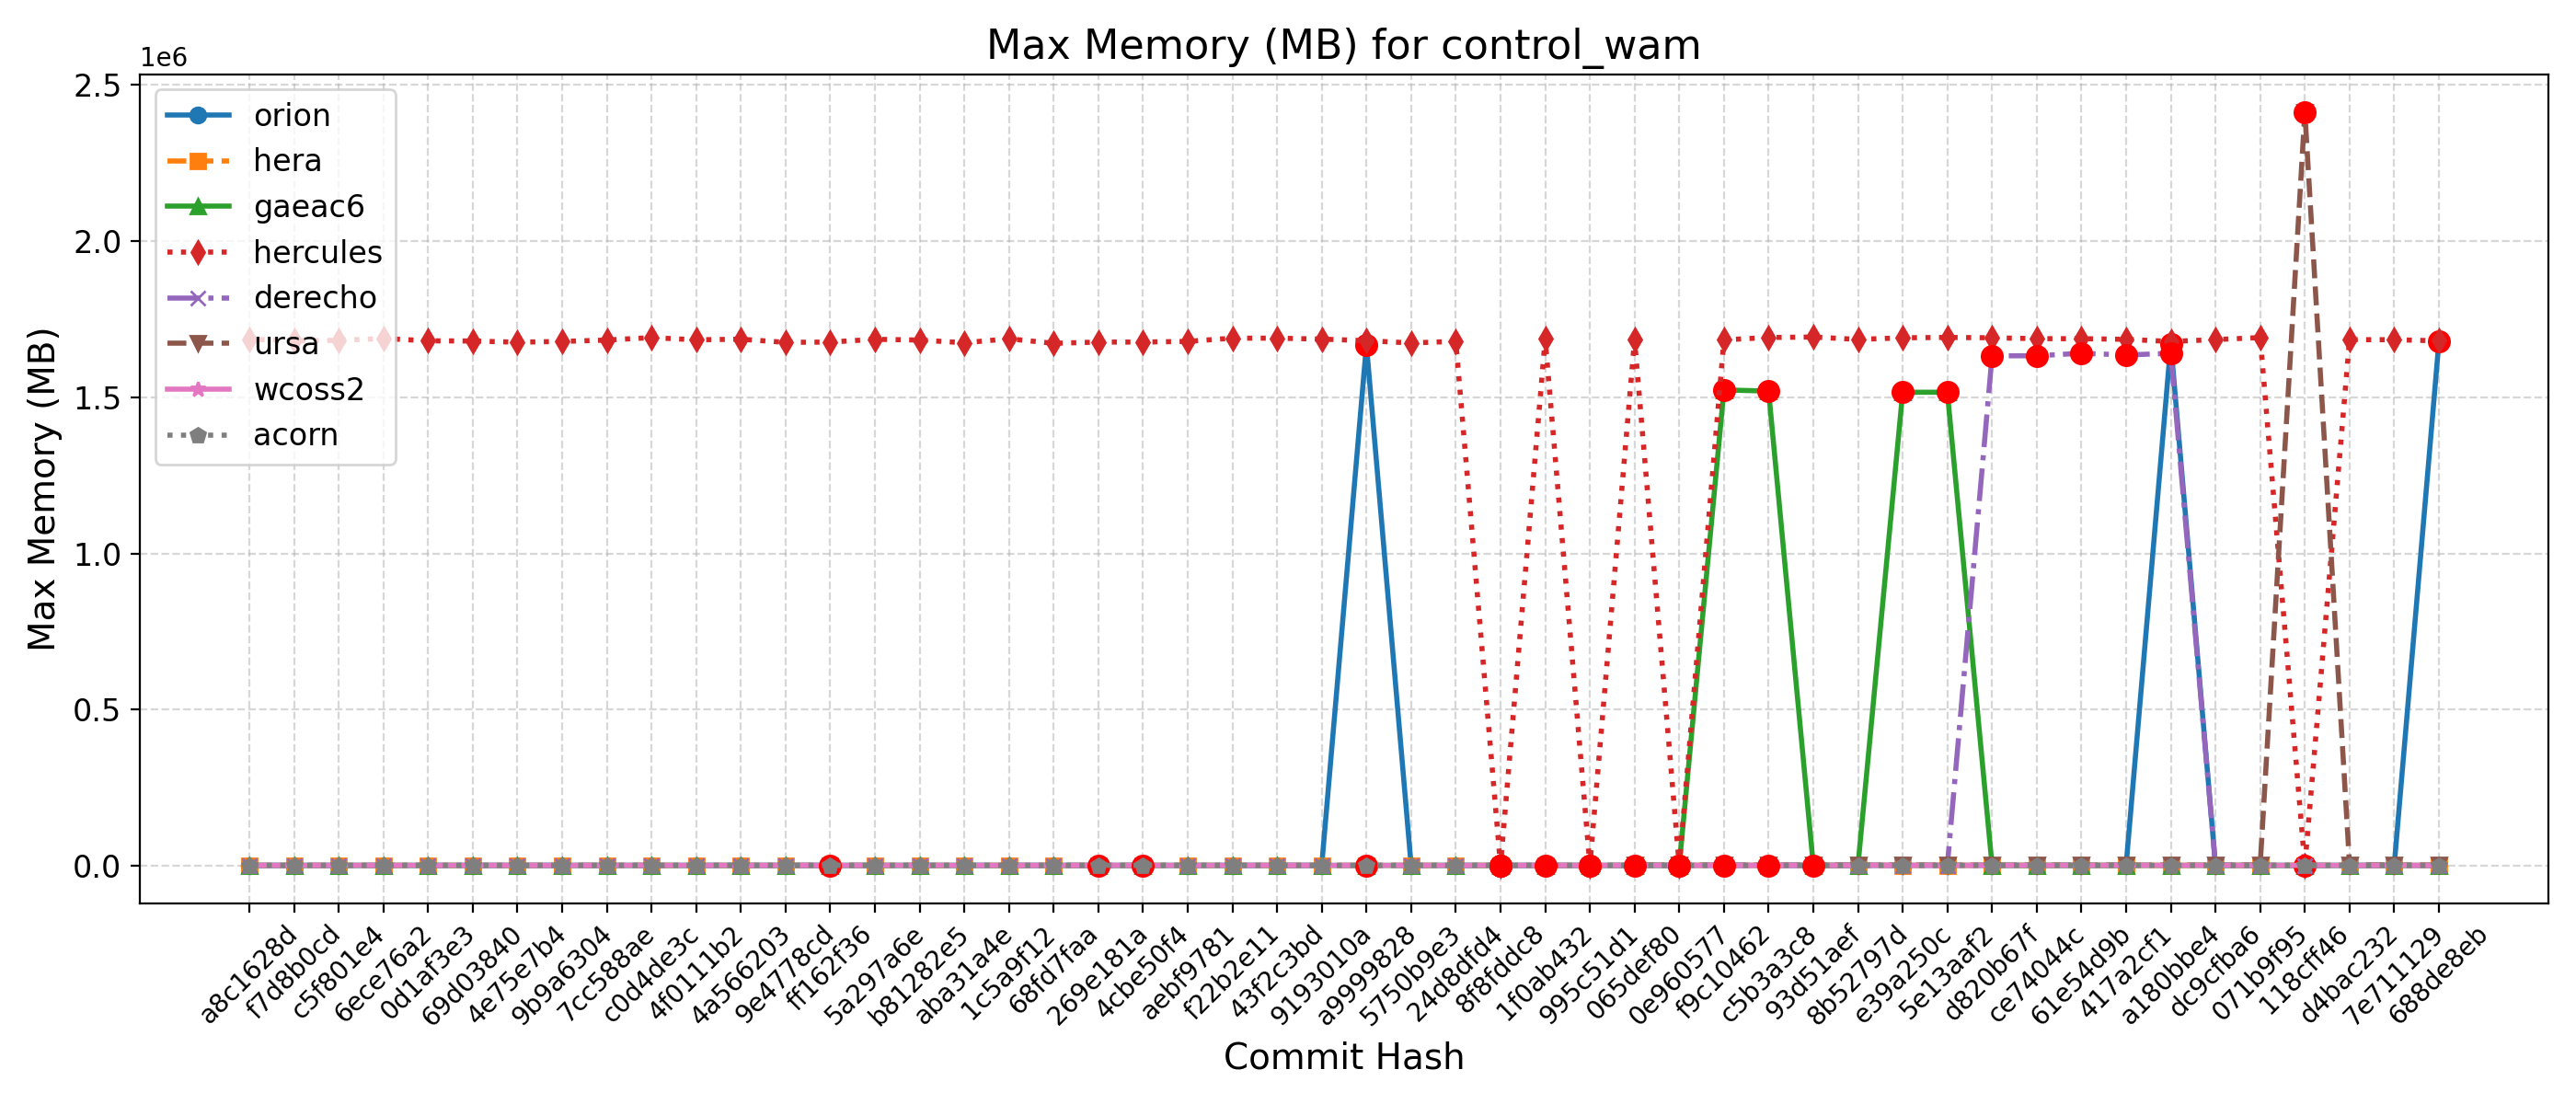 Max Memory (MB) for control_wam
1e6
2.5
2.0
1.5
1.0
0.5
0.0
Max Memory (MB)
orion
hera
gaeac6
hercules
derecho
ursa
wcoss2
acorn
a8c1628d
f7d8b0cd
c5f801e4
6ece76a2
0d1af3e3
69d03840
4e75e7b4
9b9a6304
7cc588ae
c0d4de3c
4f0111b2
4a566203
9e4778cd
ff162f36
5a297a6e
b81282e5
aba31a4e
1c5a9f12
68fd7faa
269e181a
4cbe50f4
aebf9781
f22b2e11
43f2c3bd
9193010a
a9999828
5750b9e3
24d8dfd4
8f8fddc8
1f0ab432
995c51d1
065def80
0e960577
f9c10462
c5b3a3c8
93d51aef
8b52797d
e39a250c
5e13aaf2
d820b67f
ce74044c
61e54d9b
417a2cf1
a180bbe4
dc9cfba6
071b9f95
118cff46
d4bac232
7e711129
688de8eb
Commit Hash